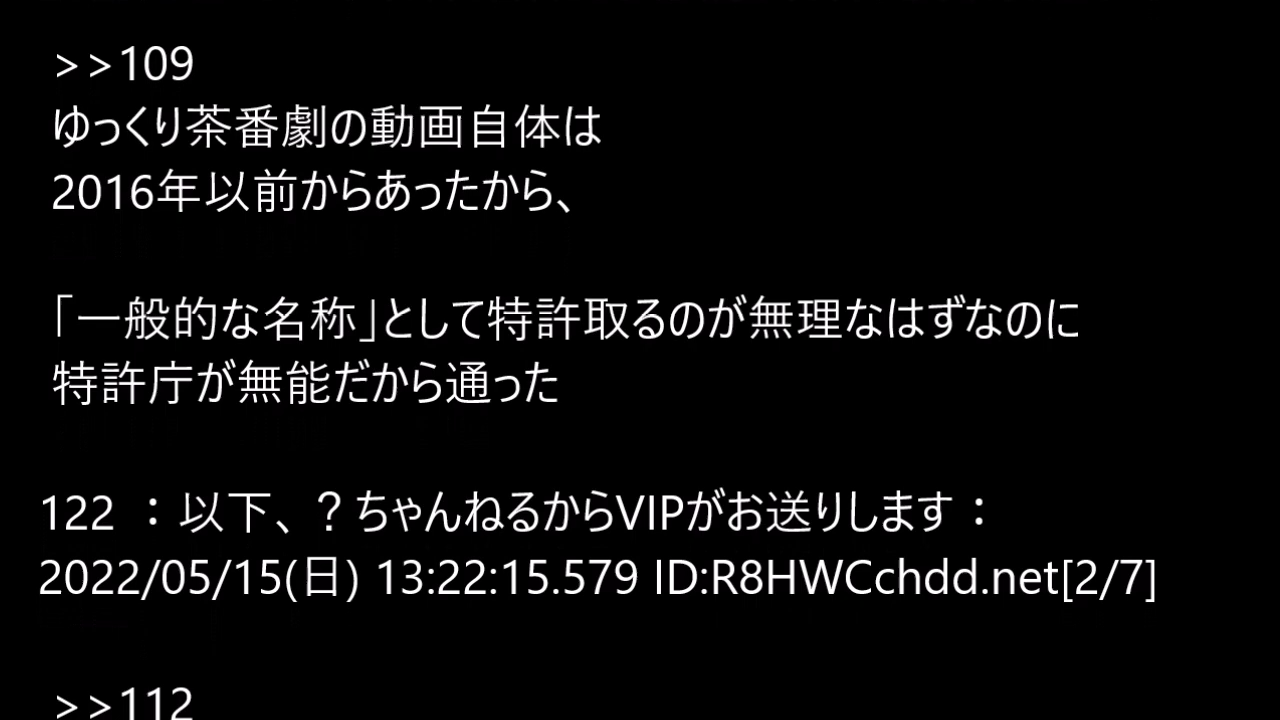 >>109
ゆっくり茶番劇の動画自体は
2016年以前からあったから、
「一般的な名称」として特許取るのが無理なはずなのに
特許庁が無能だから通った
122 ：以下、？ちゃんねるからVIPがお送りします：
2022/05/15(日) 13:22:15.579 ID:R8HWCchdd.net[2/7]
>>112